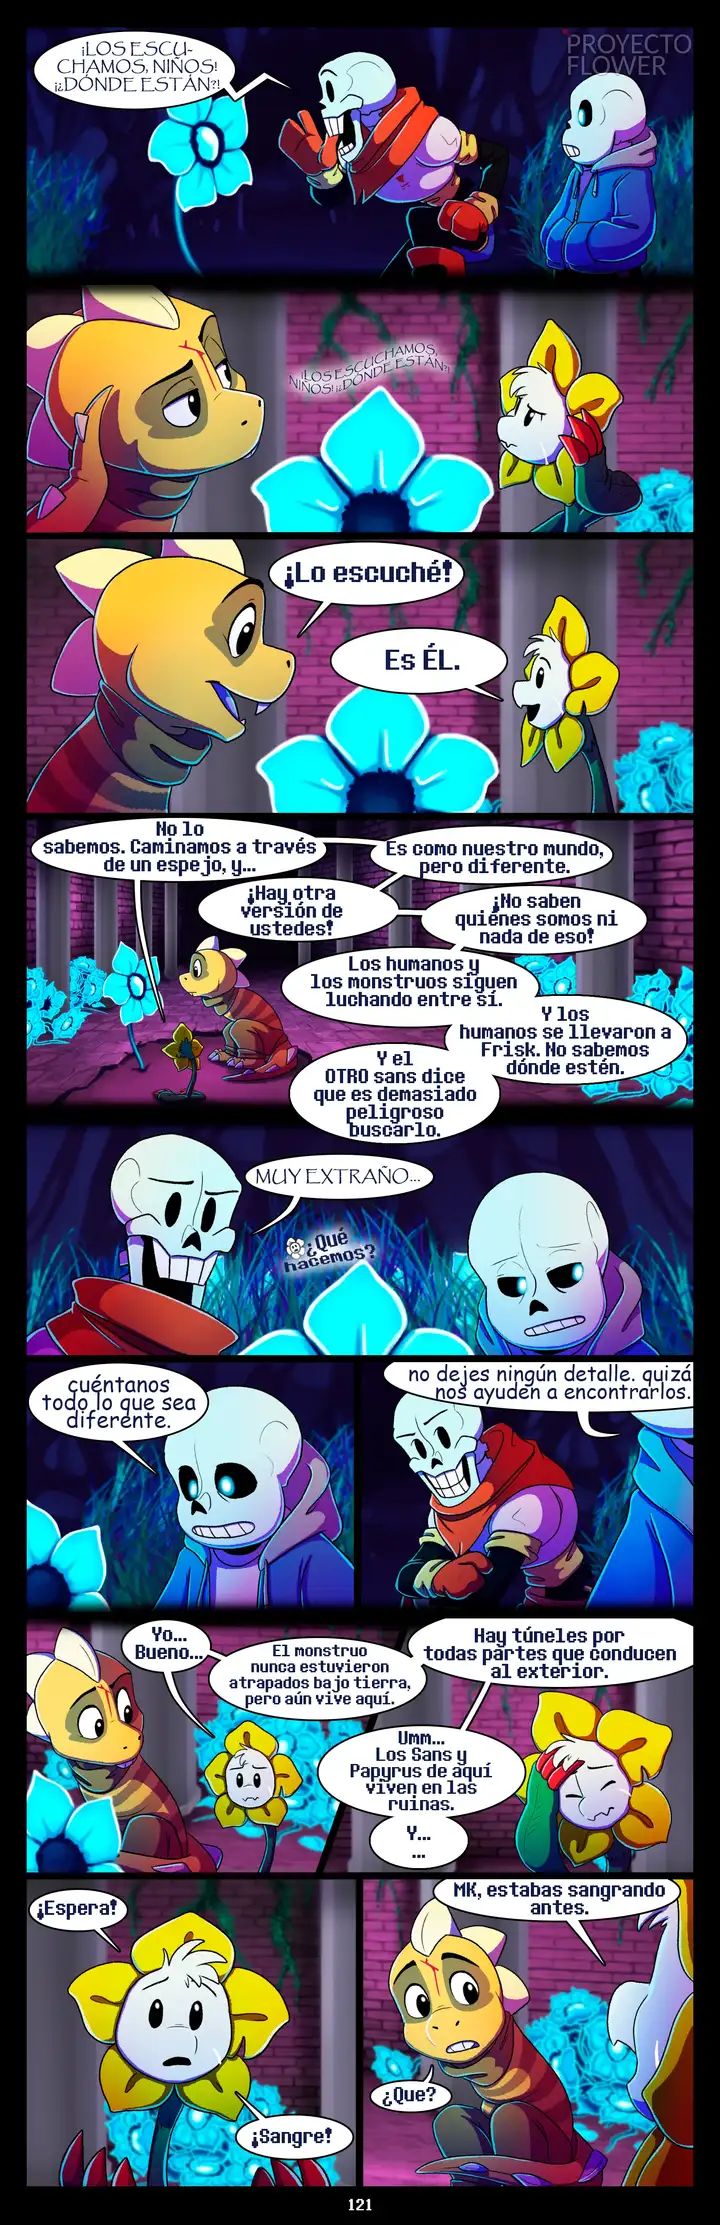 PROYECTO
FLOWER
¡LOS ESCU-
CHAMOS, NIÑOS!
¡¿DÓNDE ESTÁN?!
¡LOS ESCUCHAMOS,
NIÑOS! ¡¿DÓNDE ESTÁN?!
¡Lo escuché!
Es ÉL.
No lo
sabemos. Caminamos a través
de un espejo, y...
Es como nuestro mundo,
pero diferente.
¡Hay otra
versión de
ustedes!
¡No saben
quiénes somos ni
nada de eso!
Los humanos y
los monstruos siguen
luchando entre sí.
Y los
humanos se llevaron a
Frisk. No sabemos
dónde estén.
Y el
OTRO sans dice
que es demasiado
peligroso
buscarlo.
MUY EXTRAÑO...
¿Qué
hacemos?
cuéntanos
todo lo que sea
diferente.
no dejes ningún detalle. quizá
nos ayuden a encontrarlos.
Yo...
Bueno...
El monstruo
nunca estuvieron
atrapados bajo tierra,
pero aún vive aquí.
Hay túneles por
todas partes que conducen
al exterior.
Umm...
Los Sans y
Papyrus de aquí
viven en las
ruinas.
Y...
...
¡Espera!
¡Sangre!
MK, estabas sangrando
antes.
¿Que?
121